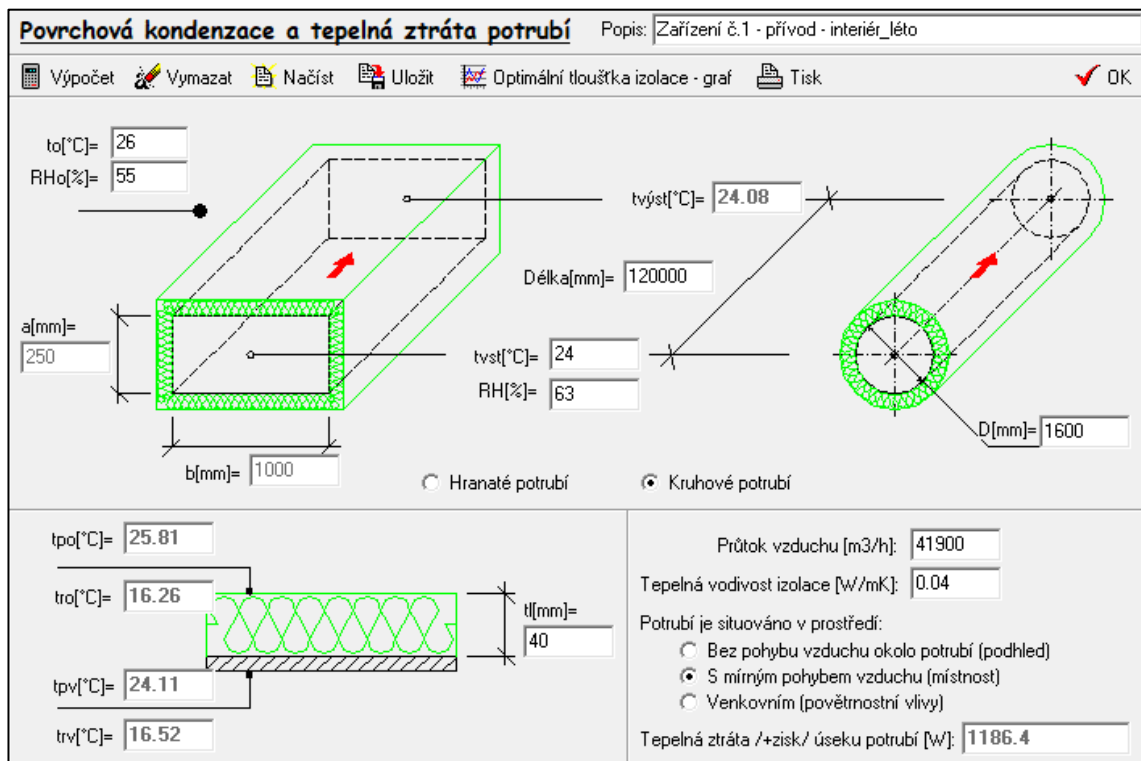 Povrchová kondenzace a tepelná ztráta potrubí
Popis: Zařízení č.1 - přívod - interiér_léto
Výpočet Vymazat Načíst Uložit Optimální tloušťka izolace - graf Tisk OK
to[°C]= 26
RHo[%]= 55
tvýst[°C]= 24.08
Délka[mm]= 120000
a[mm]=
250
tvst[°C]= 24
RH[%]= 63
D[mm]= 1600
b[mm]= 1000
Hranaté potrubí Kruhové potrubí
tpo[°C]= 25.81
tro[°C]= 16.26
tl[mm]=
40
tpv[°C]= 24.11
trv[°C]= 16.52
Průtok vzduchu [m3/h]: 41900
Tepelná vodivost izolace [W/mK]: 0.04
Potrubí je situováno v prostředí:
Bez pohybu vzduchu okolo potrubí (podhled)
S mírným pohybem vzduchu (místnost)
Venkovním (povětrnostní vlivy)
Tepelná ztráta /+zisk/ úseku potrubí [W]: 1186.4